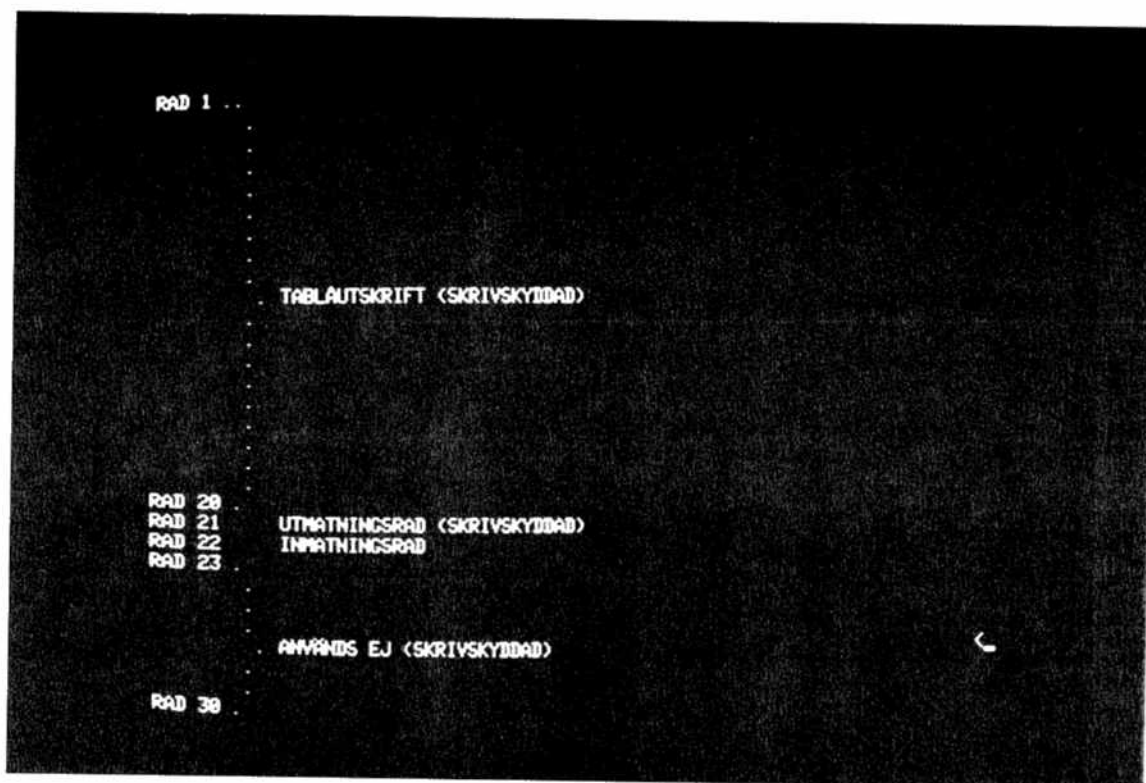 RAD 1 ..
. TABLÅUTSKRIFT (SKRIVSKYDDAD)
RAD 20 .
RAD 21 UTMATNINGSRAD (SKRIVSKYDDAD)
RAD 22 INMATNINGSRAD
RAD 23 .
. ANVÄNDS EJ (SKRIVSKYDDAD)
RAD 30 .